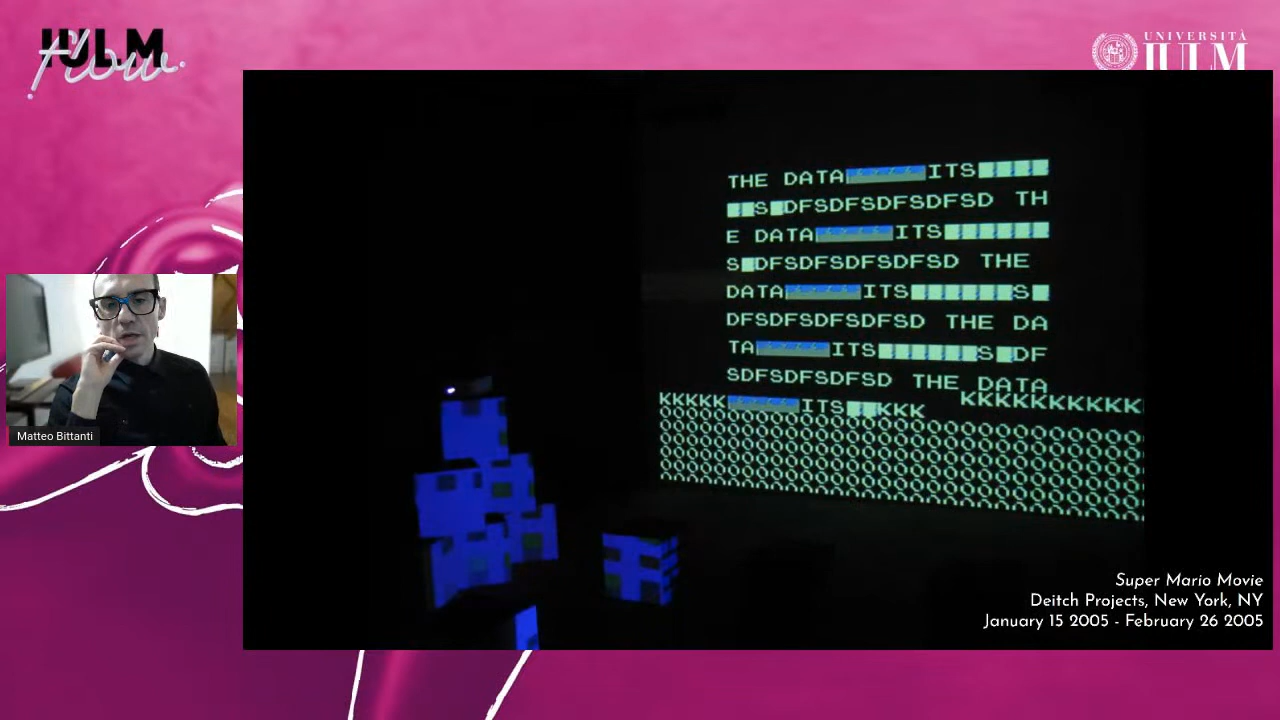 IULM
flow.
UNIVERSITÀ
IULM
THE DATA ITS
S DFSDFSDFSDFSD TH
E DATA ITS
S DFSDFSDFSDFSD THE
DATA ITS S
DFSDFSDFSDFSD THE DA
TA ITS S DF
SDFSDFSDFSD THE DATA
KKKKK ITS KKK KKKKKKKKKK
Matteo Bittanti
Super Mario Movie
Deitch Projects, New York, NY
January 15 2005 - February 26 2005